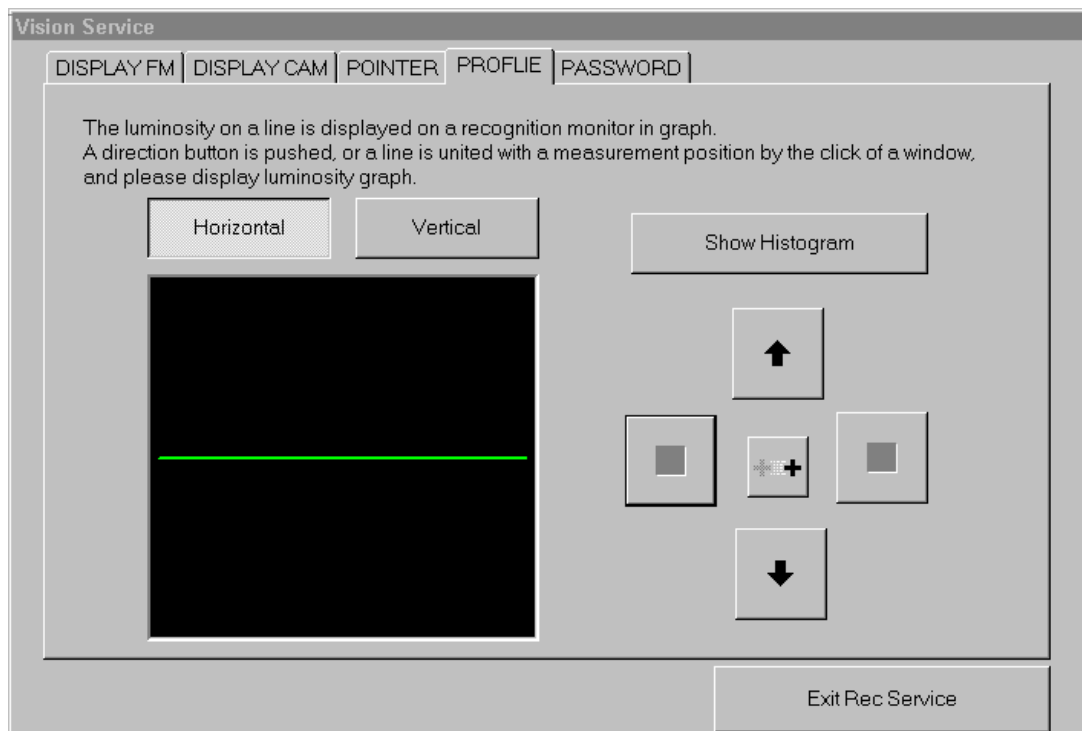 Vision Service
DISPLAY FM DISPLAY CAM POINTER PROFLIE PASSWORD
The luminosity on a line is displayed on a recognition monitor in graph.
A direction button is pushed, or a line is united with a measurement position by the click of a window,
and please display luminosity graph.
Horizontal Vertical
Show Histogram
Exit Rec Service